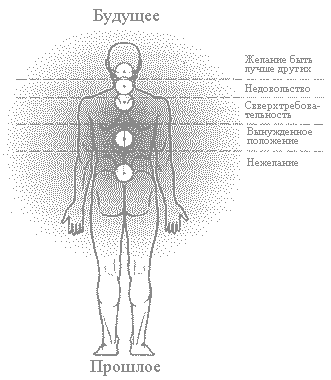 Будущее
Желание быть
лучше других
Недовольство
Сверхтребова-
тельность
Вынужденное
положение
Нежелание
Прошлое